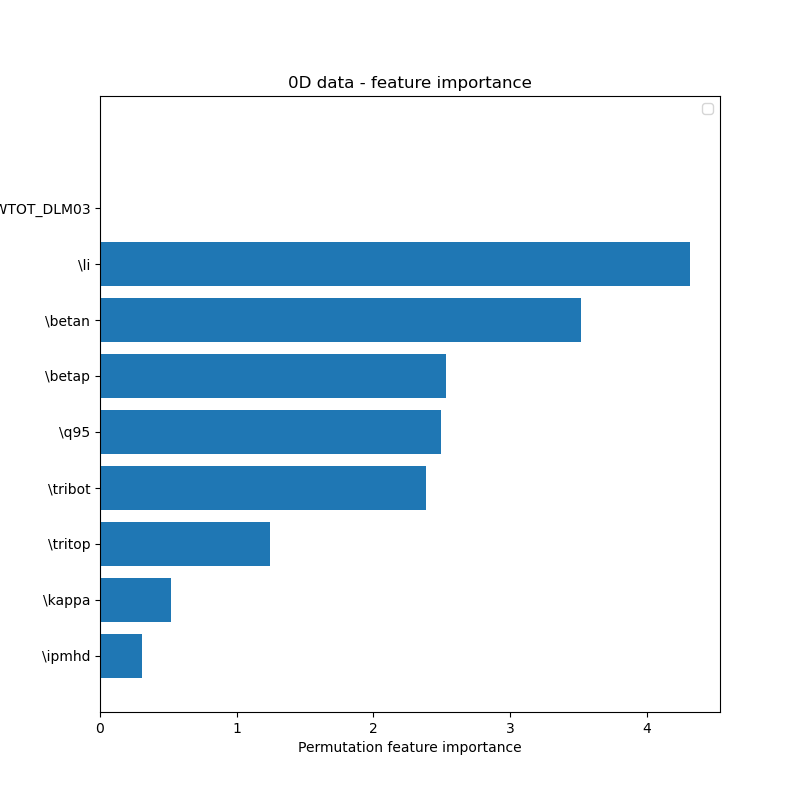 0D data - feature importance
WTOT_DLM03
\li
\betan
\betap
\q95
\tribot
\tritop
\kappa
\ipmhd
0 1 2 3 4
Permutation feature importance